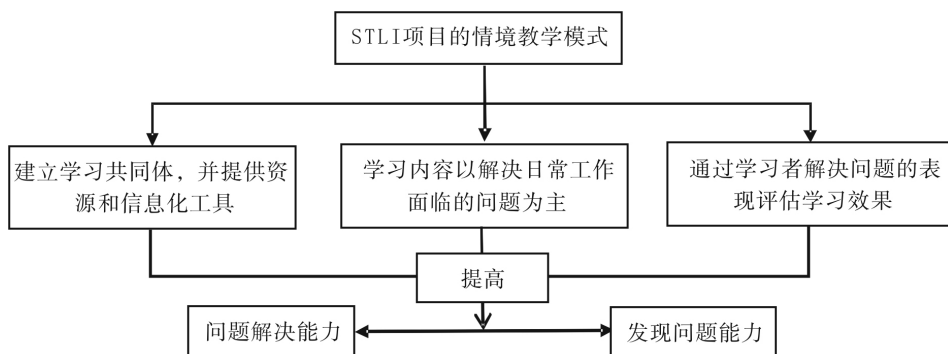 STLI项目的情境教学模式
建立学习共同体，并提供资
源和信息化工具
学习内容以解决日常工作
面临的问题为主
通过学习者解决问题的表
现评估学习效果
提高
问题解决能力
发现问题能力